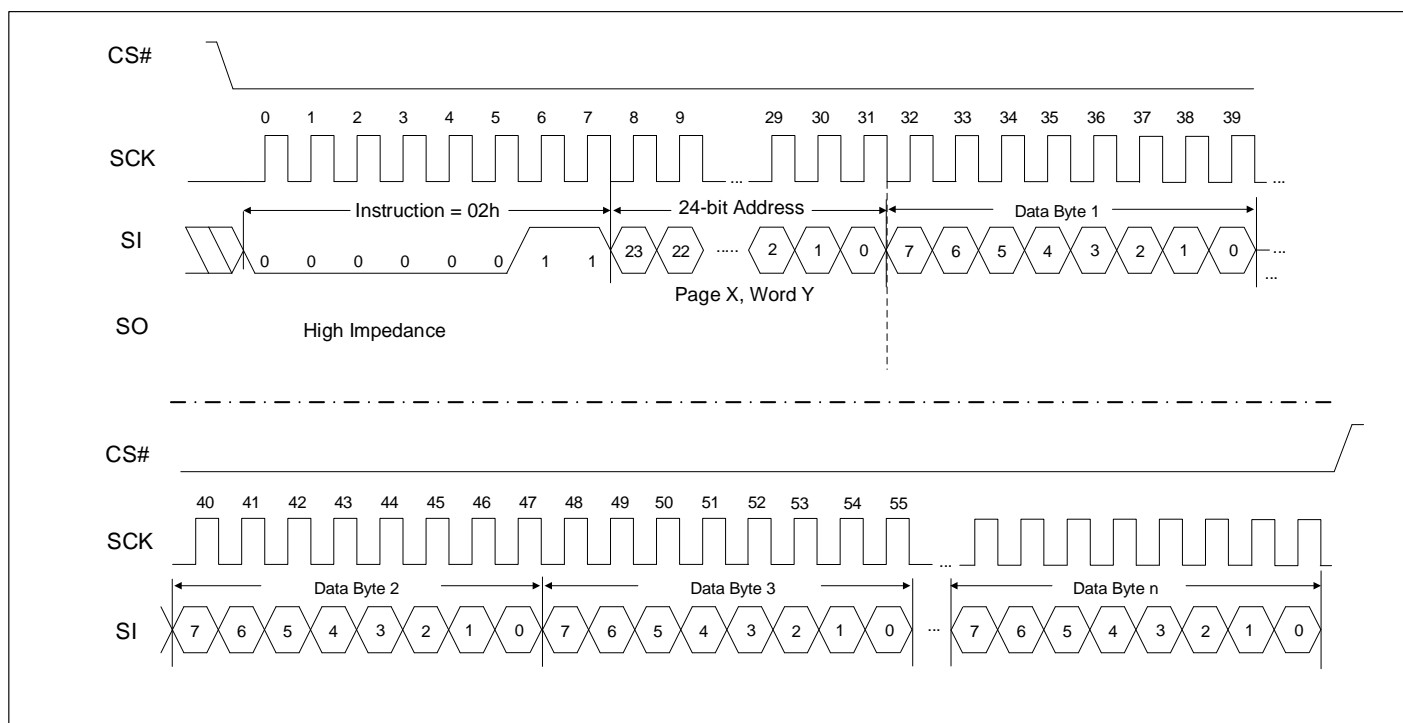 CS#
0 1 2 3 4 5 6 7 8 9 29 30 31 32 33 34 35 36 37 38 39
SCK ... ...
Instruction = 02h 24-bit Address Data Byte 1
SI 0 0 0 0 0 0 1 1 23 22 ..... 2 1 0 7 6 5 4 3 2 1 0 ...
...
Page X, Word Y
SO High Impedance
CS#
40 41 42 43 44 45 46 47 48 49 50 51 52 53 54 55
SCK ...
Data Byte 2 Data Byte 3 Data Byte n
SI 7 6 5 4 3 2 1 0 7 6 5 4 3 2 1 0 ... 7 6 5 4 3 2 1 0